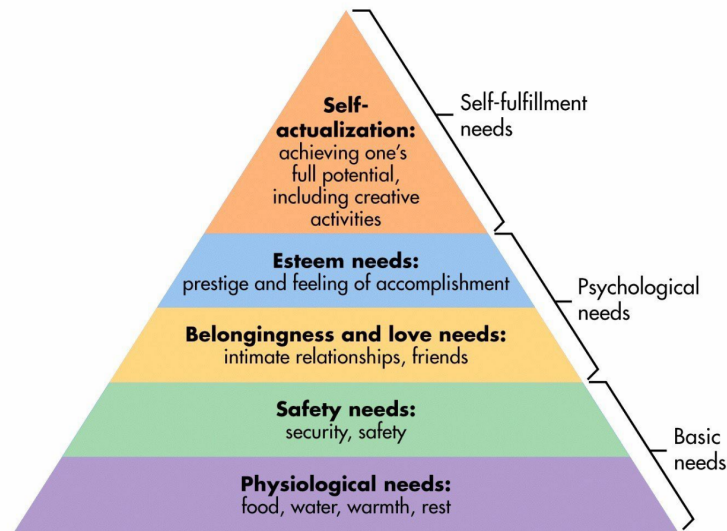 Self-
actualization:
achieving one's
full potential,
including creative
activities
Self-fulfillment
needs
Esteem needs:
prestige and feeling of accomplishment
Psychological
needs
Belongingness and love needs:
intimate relationships, friends
Safety needs:
security, safety
Basic
needs
Physiological needs:
food, water, warmth, rest